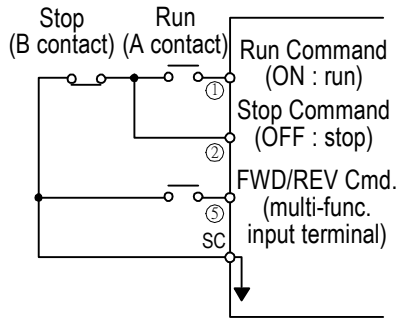 Stop
(B contact)
Run
(A contact)
Run Command
(ON : run)
①
Stop Command
(OFF : stop)
②
FWD/REV Cmd.
(multi-func.
input terminal)
⑤
SC